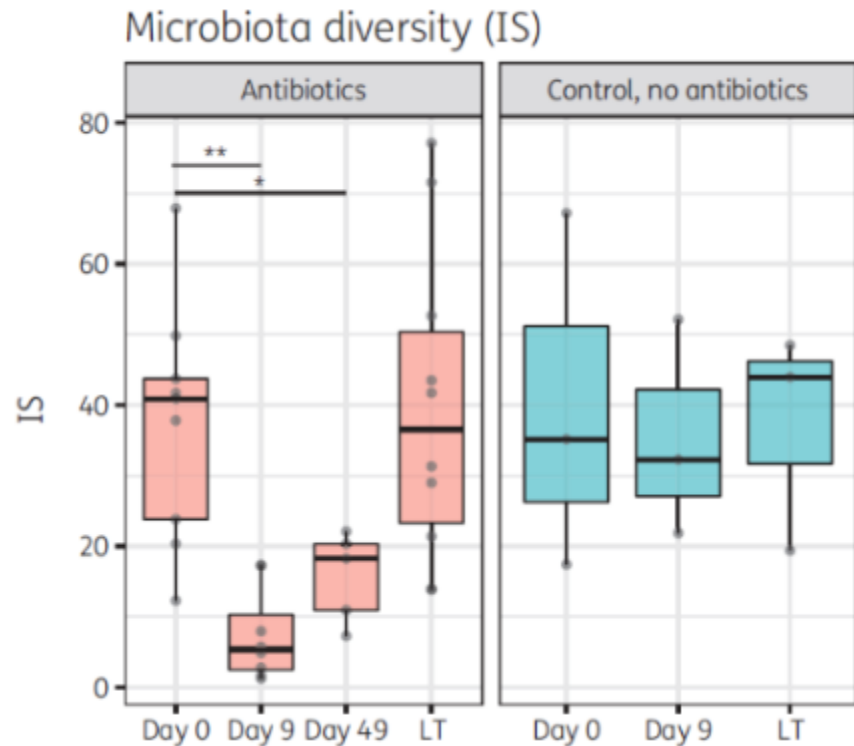 Microbiota diversity (IS)
Antibiotics
Control, no antibiotics
80
**
*
60
IS
40
20
0
Day 0 Day 9 Day 49 LT
Day 0 Day 9 LT